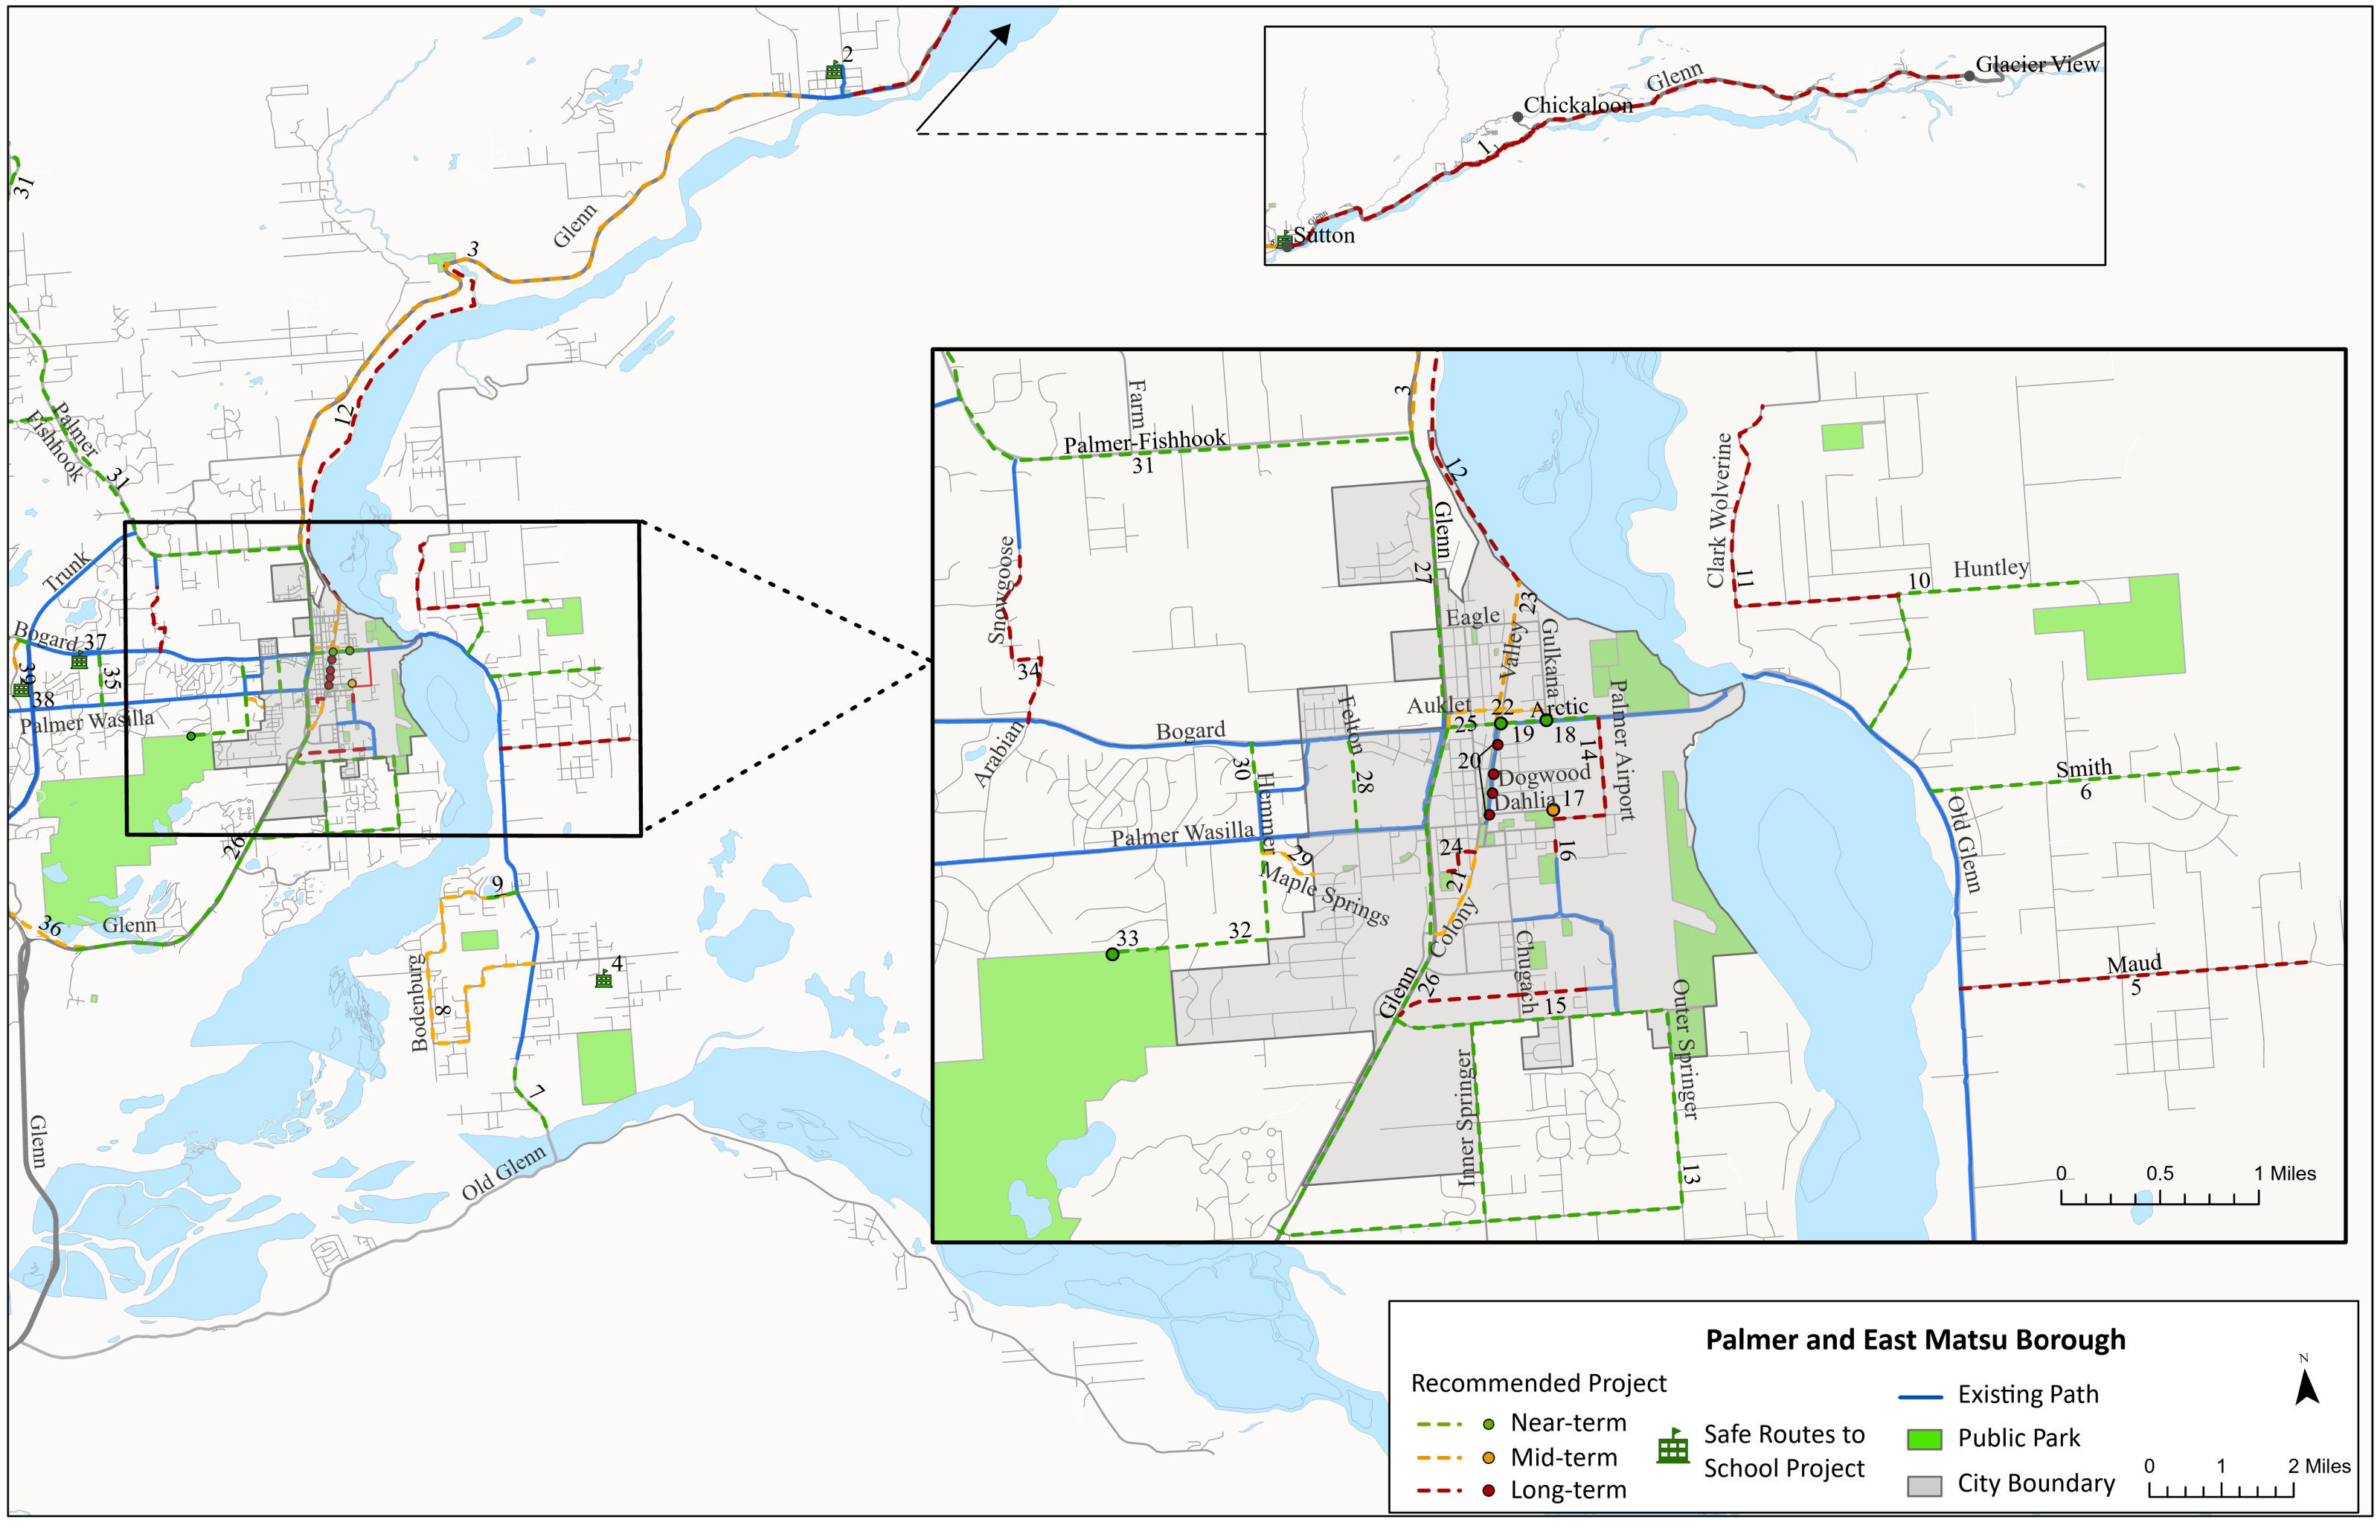 2
Glenn
3
31
12
Palmer
Fishhook
31
Trunk
Bogard
37
39
35
38
Palmer Wasilla
26
36
Glenn
9
Bodenburg
8
4
7
Glenn
Old Glenn
Glacier View
Glenn
Chickaloon
1
Glenn
Sutton
Farm
3
Palmer-Fishhook
31
12
Glenn
27
Snowgoose
34
Arabian
Eagle
23
Valley
Gulkana
Auklet
22
Arctic
25
19
18
Bogard
Felton
20
14
Palmer Airport
30
Hemmer
28
Dogwood
Dahlia
17
Palmer Wasilla
24
16
29
Maple Springs
21
Colony
33
32
Chugach
Glenn
26
15
Outer Springer
Inner Springer
13
Clark Wolverine
11
10
Huntley
Smith
6
Old Glenn
Maud
5
0 0.5 1 Miles
Palmer and East Matsu Borough
Recommended Project
Near-term
Mid-term
Long-term
Safe Routes to
School Project
Existing Path
Public Park
City Boundary
N
0 1 2 Miles